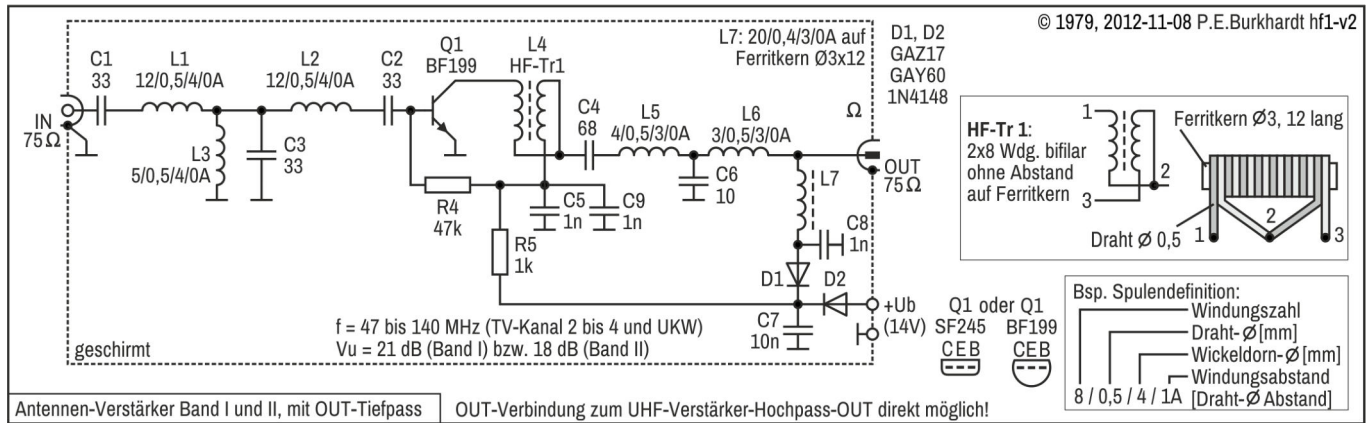 © 1979, 2012-11-08 P.E.Burkhardt hf1-v2
L7: 20/0,4/3/0A auf
Ferritkern Ø3x12
D1, D2
GAZ17
GAY60
1N4148
C1
33
L1
12/0,5/4/0A
L2
12/0,5/4/0A
C2
33
Q1
BF199
L4
HF-Tr1
IN
75Ω
L3
5/0,5/4/0A
C3
33
C4
68
L5
4/0,5/3/0A
L6
3/0,5/3/0A
Ω
OUT
75Ω
C6
10
L7
R4
47k
C5
1n
C9
1n
C8
1n
R5
1k
D1
D2
+Ub
(14V)
C7
10n
f = 47 bis 140 MHz (TV-Kanal 2 bis 4 und UKW)
Vu = 21 dB (Band I) bzw. 18 dB (Band II)
geschirmt
HF-Tr 1:
2x8 Wdg. bifilar
ohne Abstand
auf Ferritkern
1
2
3
Ferritkern Ø3, 12 lang
Draht Ø 0,5
1
2
3
Q1 oder Q1
SF245 BF199
CEB CEB
Bsp. Spulendefinition:
Windungszahl
Draht-Ø [mm]
Wickeldorn-Ø [mm]
Windungsabstand
8 / 0,5 / 4 / 1A [Draht-Ø Abstand]
Antennen-Verstärker Band I und II, mit OUT-Tiefpass
OUT-Verbindung zum UHF-Verstärker-Hochpass-OUT direkt möglich!